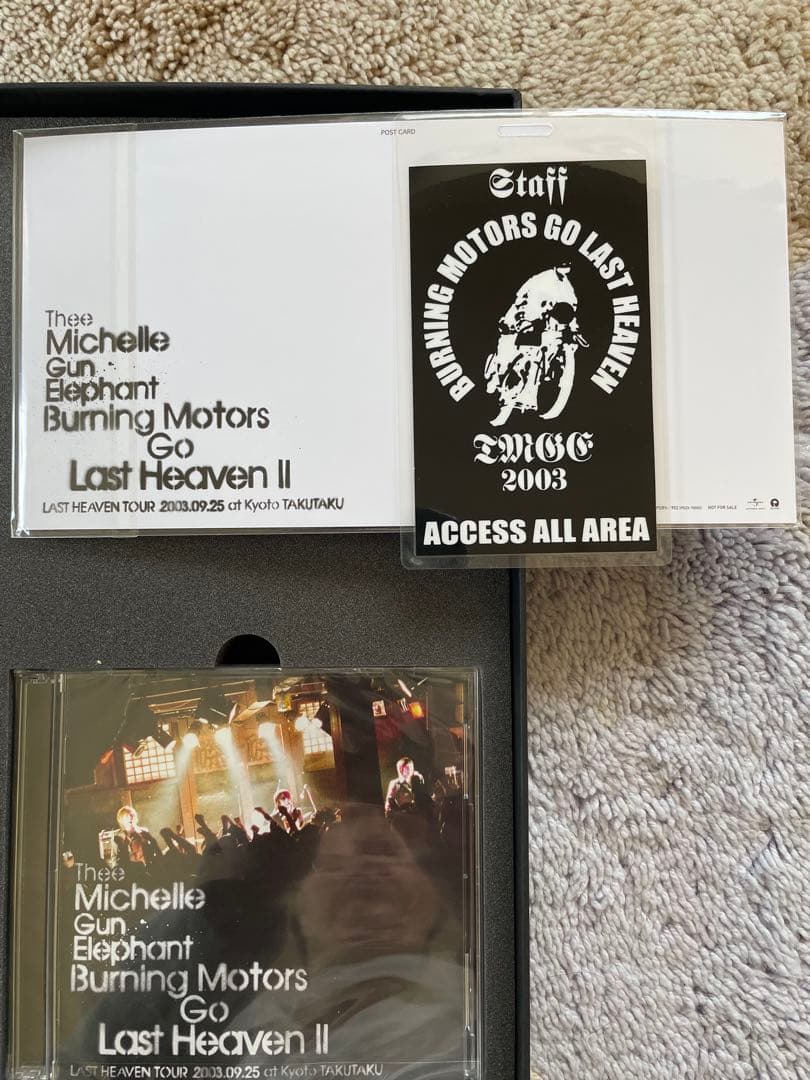 POST CARD
Thee
Michelle
Gun
Elephant
Burning Motors
Go
Last Heaven II
LAST HEAVEN TOUR 2003.09.25 at Kyoto TAKUTAKU
Staff
BURNING MOTORS GO LAST HEAVEN
TMGE
2003
ACCESS ALL AREA
NOT FOR SALE
Thee
Michelle
Gun
Elephant
Burning Motors
Go
Last Heaven II
LAST HEAVEN TOUR 2003.09.25 at Kyoto TAKUTAKU